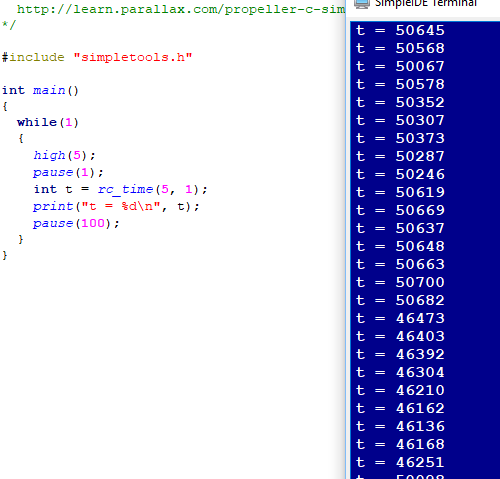 http://learn.parallax.com/propeller-c-sim
*/
#include "simpletools.h"
int main()
{
while(1)
{
high(5);
pause(1);
int t = rc_time(5, 1);
print("t = %d\n", t);
pause(100);
}
}
SimpleIDE Terminal
t = 50645
t = 50568
t = 50067
t = 50578
t = 50352
t = 50307
t = 50373
t = 50287
t = 50246
t = 50619
t = 50669
t = 50637
t = 50648
t = 50663
t = 50700
t = 50682
t = 46473
t = 46403
t = 46392
t = 46304
t = 46210
t = 46162
t = 46136
t = 46168
t = 46251